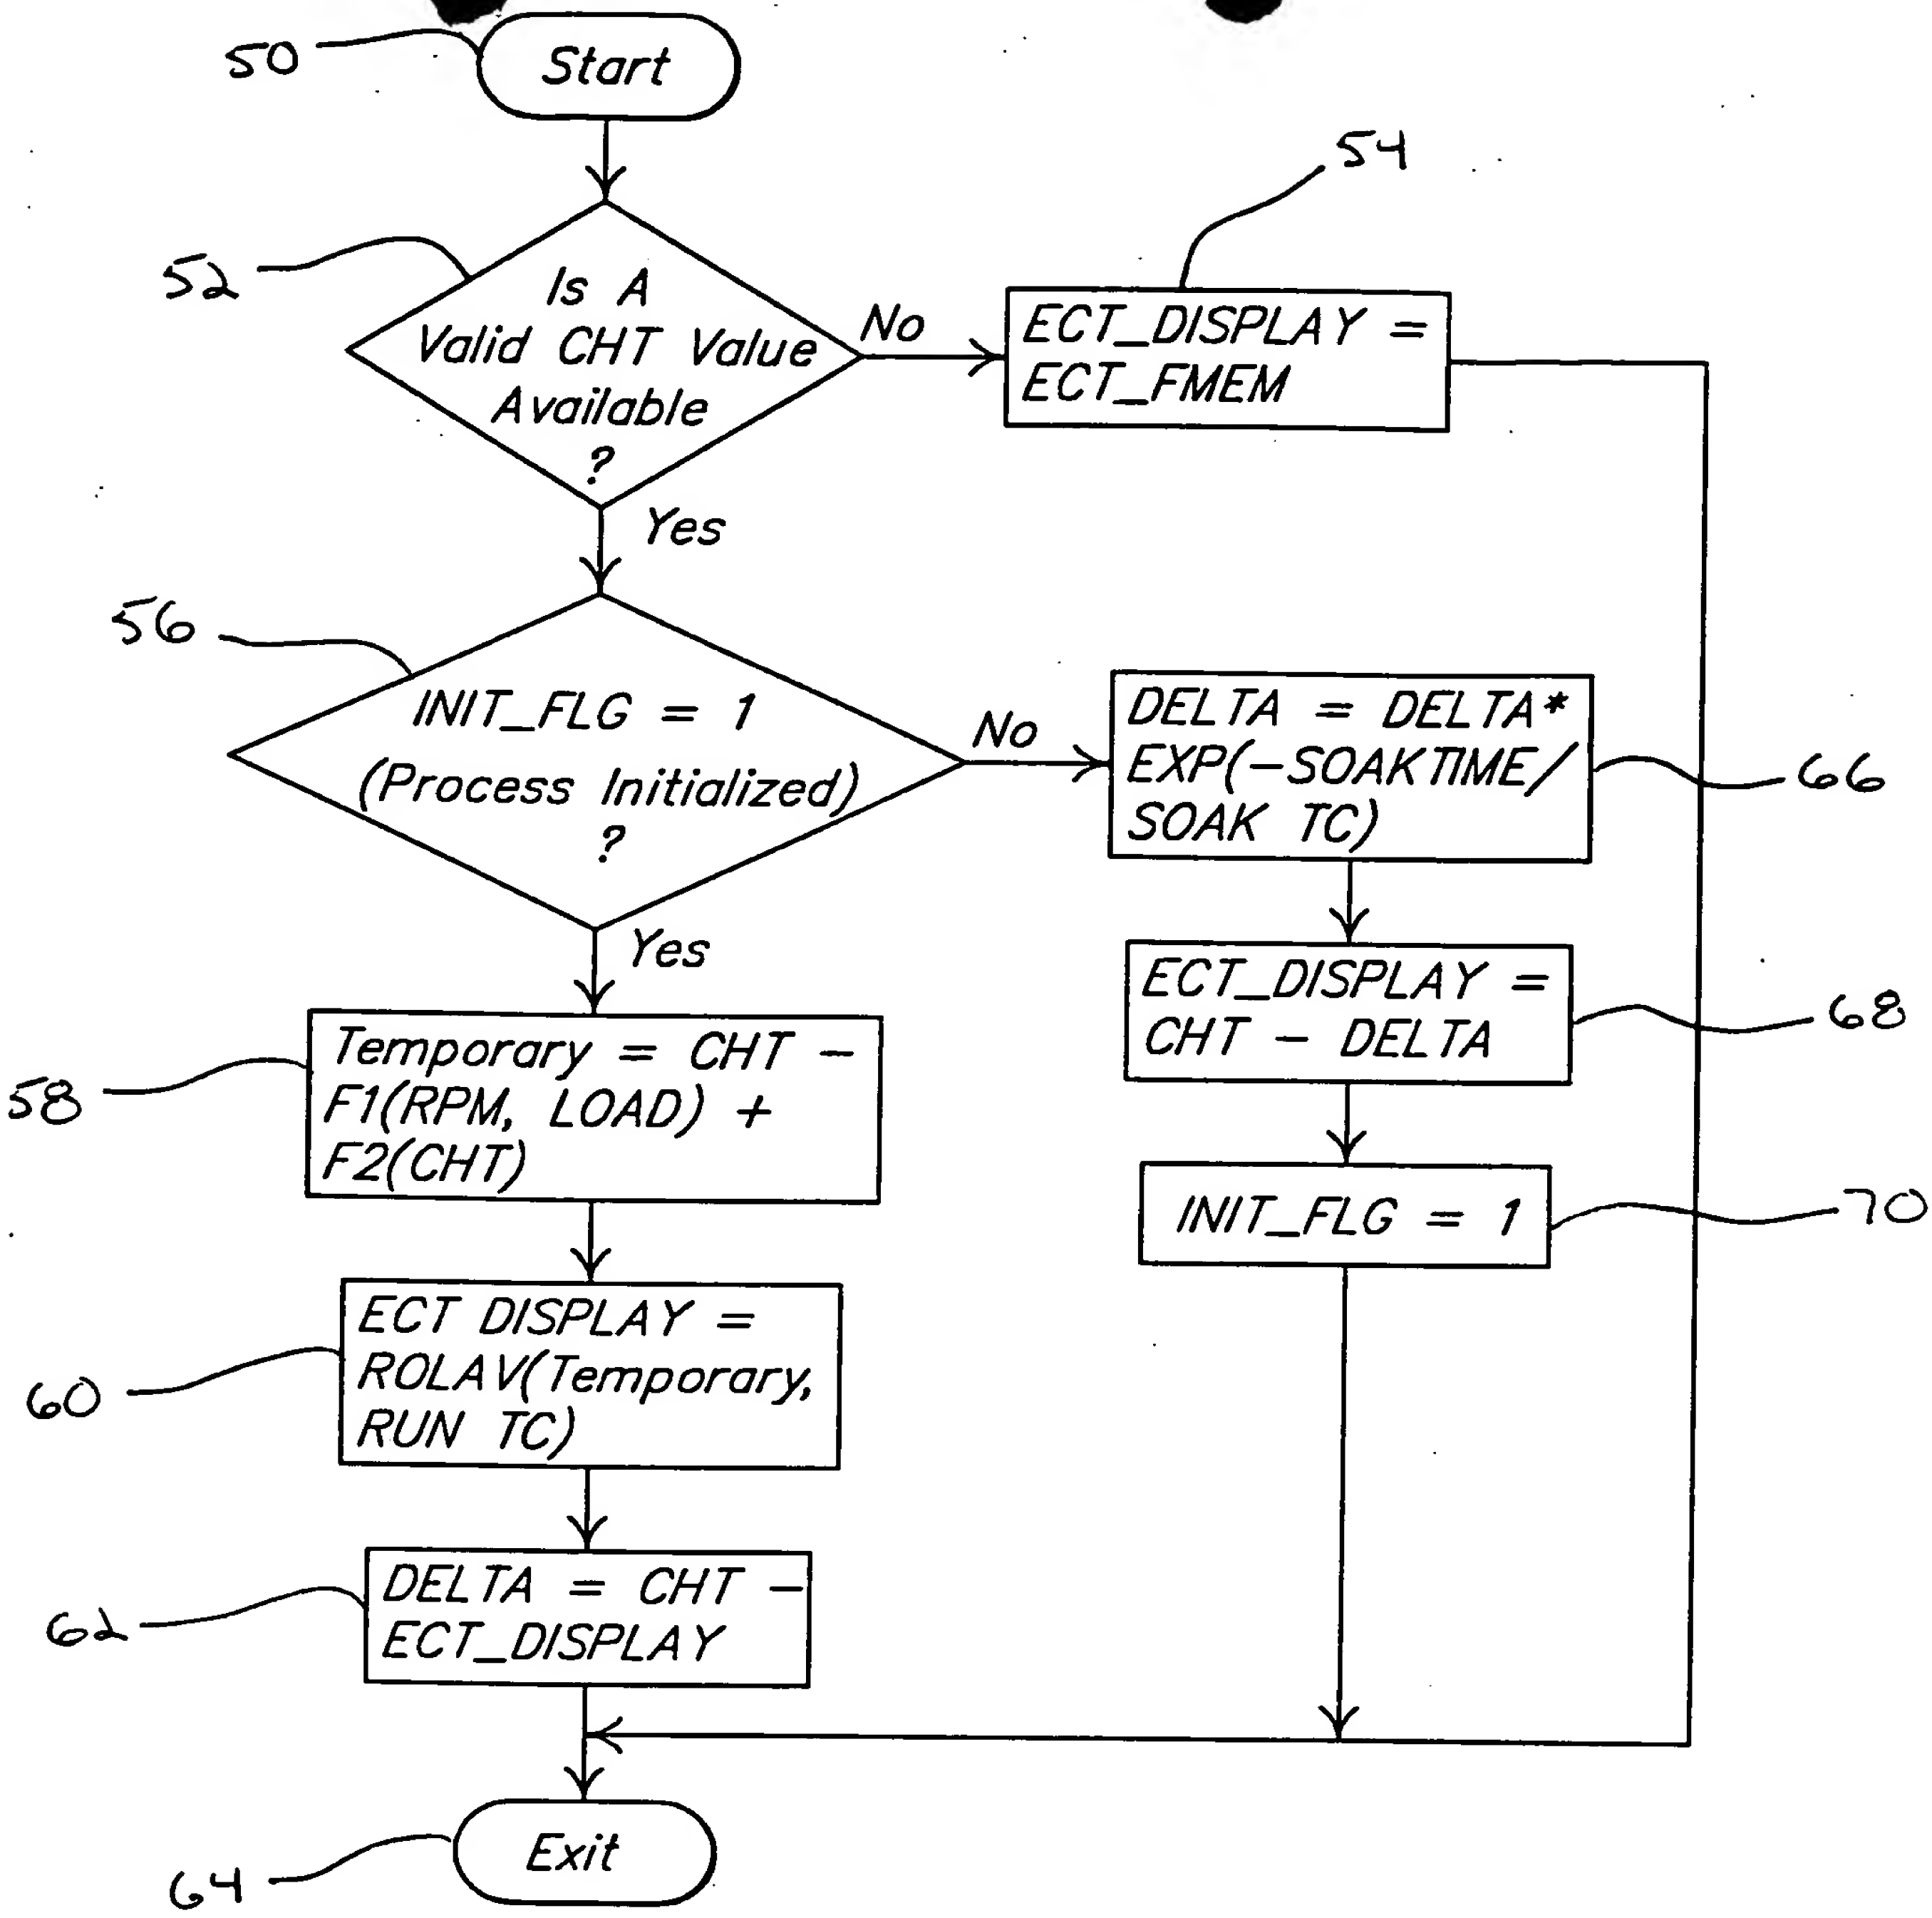 50
Start
54
52
Is A
Valid CHT Value
Available
?
No
ECT_DISPLAY =
ECT_FMEM
Yes
56
INIT_FLG = 1
(Process Initialized)
?
No
DELTA = DELTA*
EXP(-SOAKTIME/
SOAK TC)
66
Yes
ECT_DISPLAY =
CHT - DELTA
68
58
Temporary = CHT -
F1(RPM, LOAD) +
F2(CHT)
INIT_FLG = 1
70
60
ECT DISPLAY =
ROLAV(Temporary,
RUN TC)
62
DELTA = CHT -
ECT_DISPLAY
64
Exit